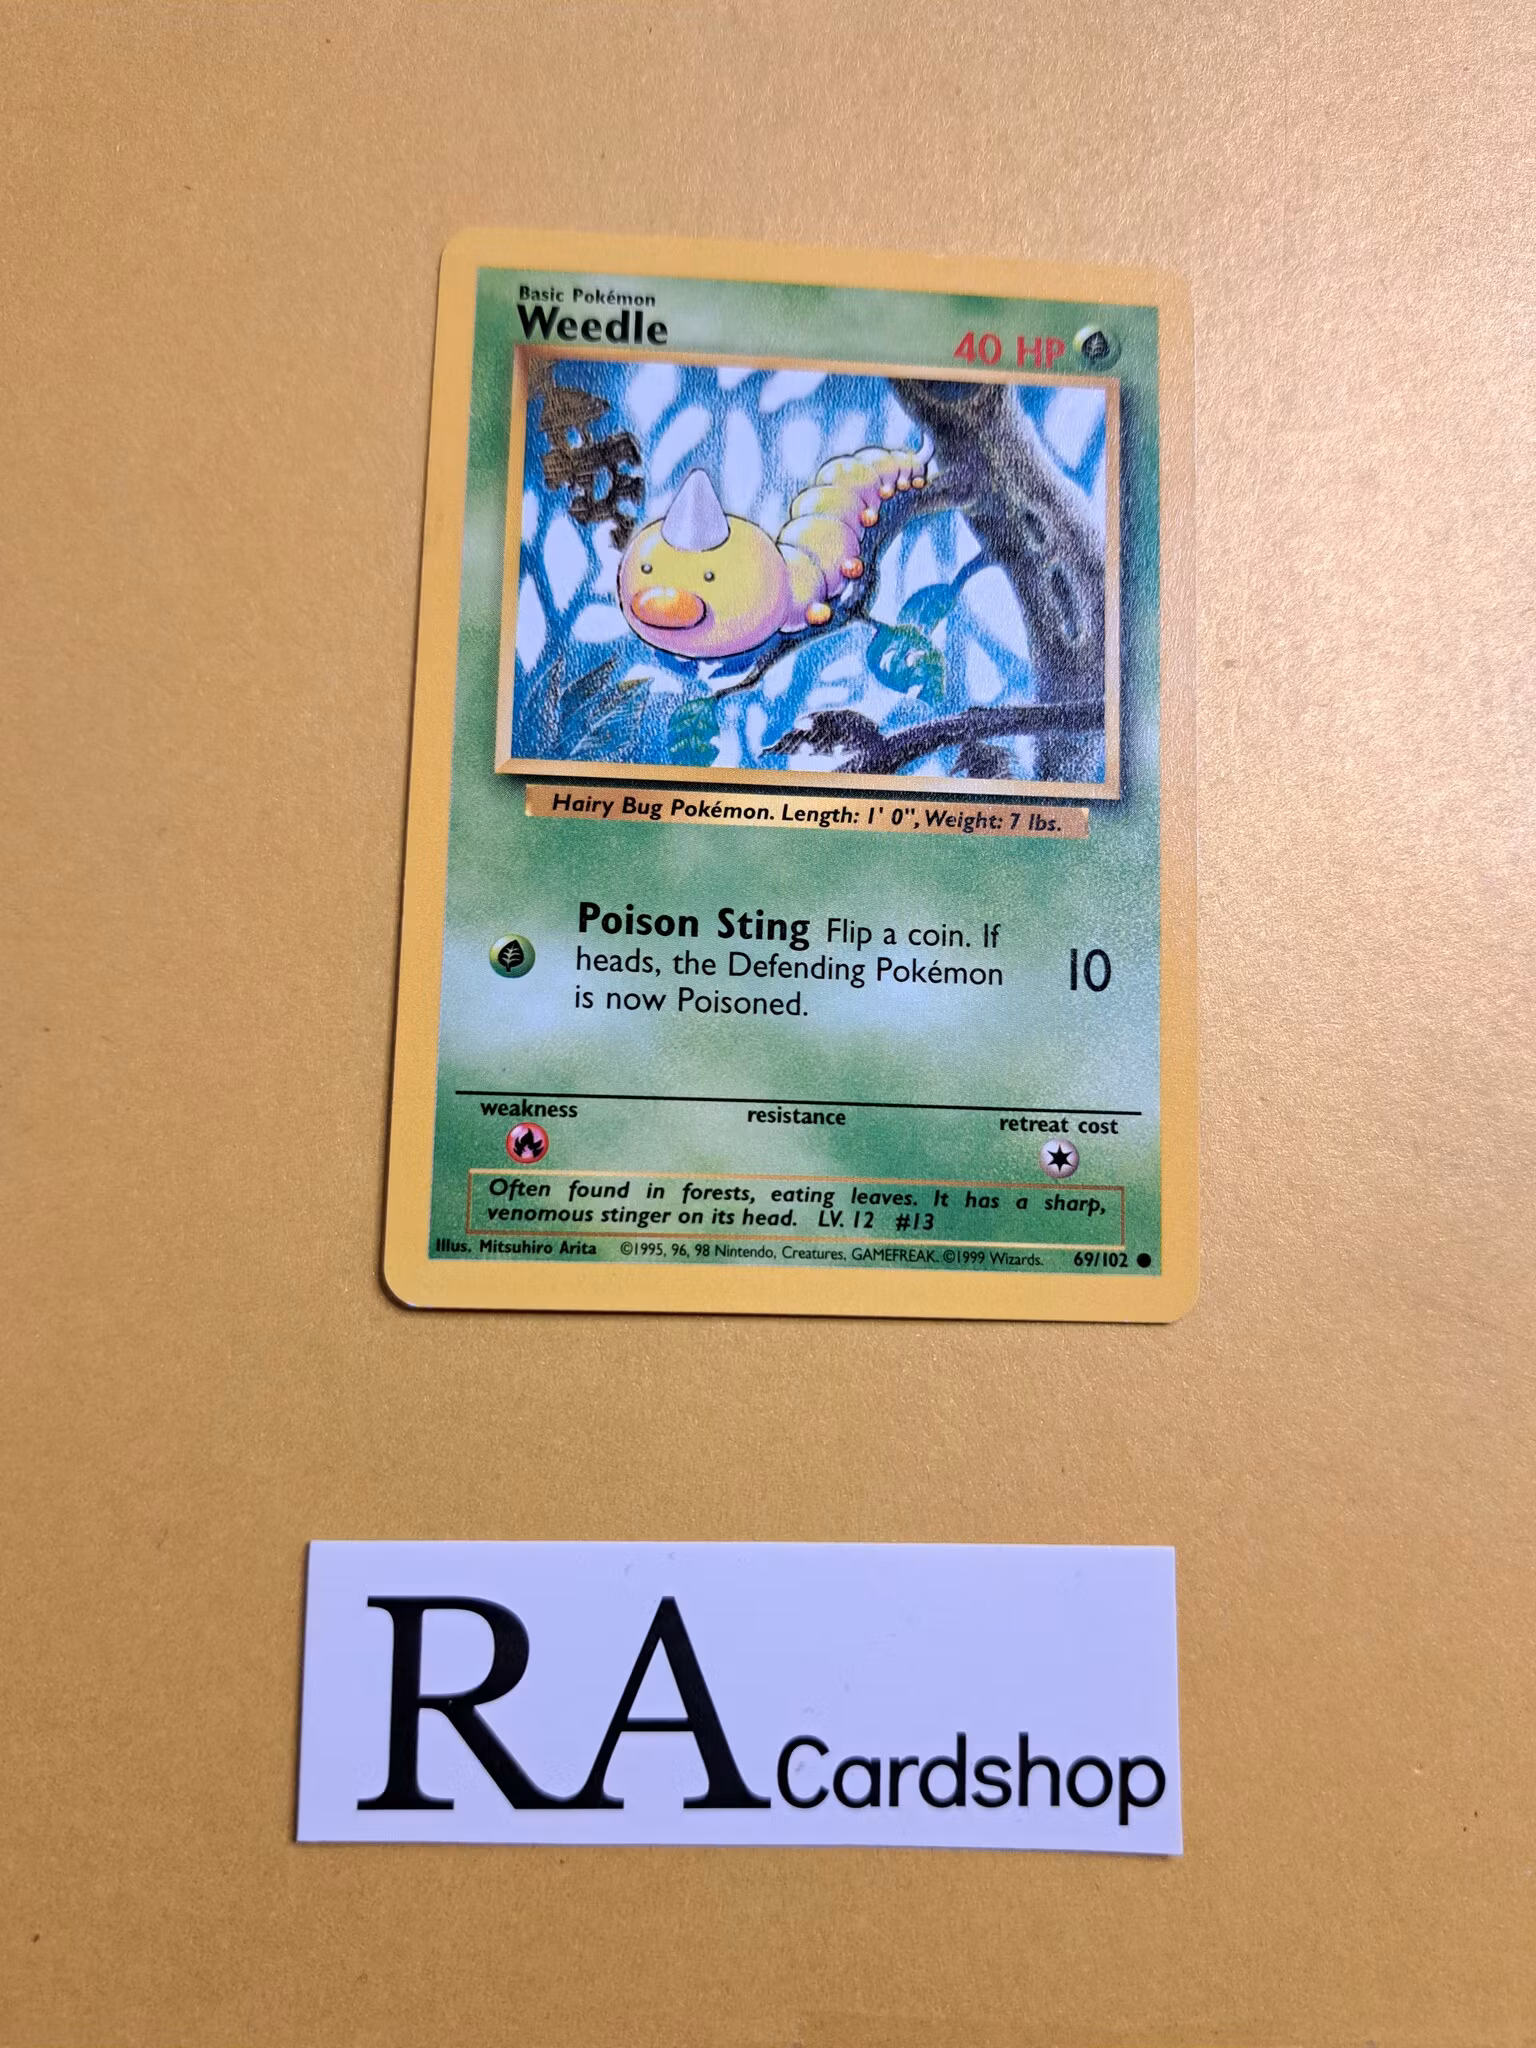 Basic Pokémon
Weedle
40 HP
Hairy Bug Pokémon. Length: 1' 0", Weight: 7 lbs.
Poison Sting Flip a coin. If
heads, the Defending Pokémon
is now Poisoned.
10
weakness
resistance
retreat cost
Often found in forests, eating leaves. It has a sharp,
venomous stinger on its head. LV. 12 #13
Illus. Mitsuhiro Arita ©1995, 96, 98 Nintendo, Creatures, GAMEFREAK. ©1999 Wizards. 69/102
RA Cardshop